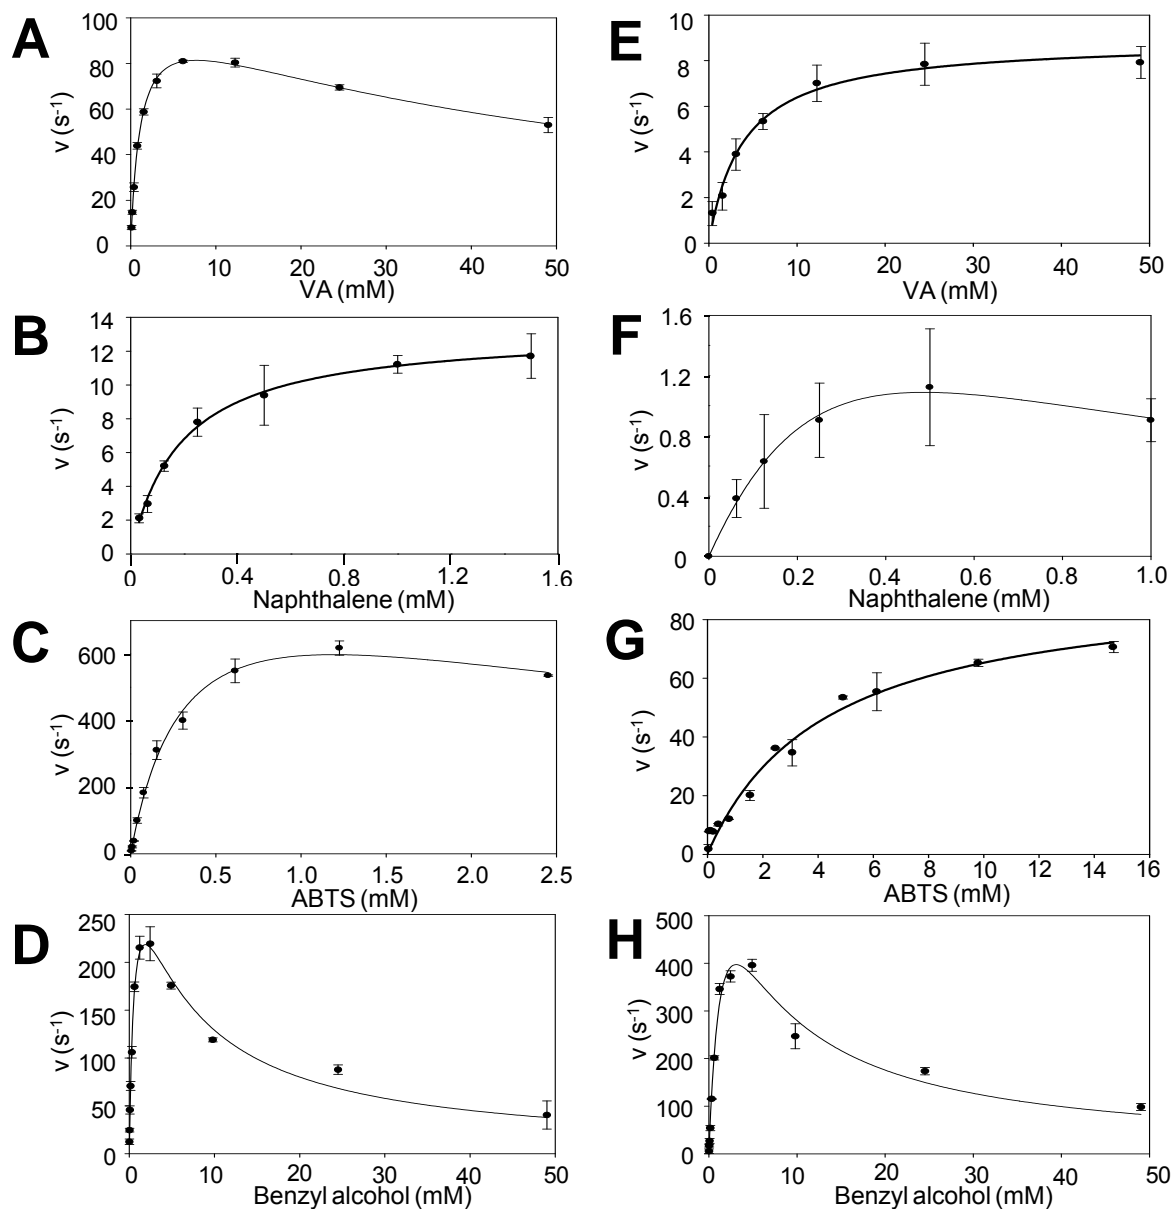 A
v (s-1)
100
80
60
40
20
0
0 10 20 30 40 50
VA (mM)
E
v (s-1)
10
8
6
4
2
0
0 10 20 30 40 50
VA (mM)
B
v (s-1)
14
12
10
8
6
4
2
0
0 0.4 0.8 1.2 1.6
Naphthalene (mM)
F
v (s-1)
1.6
1.2
0.8
0.4
0
0 0.2 0.4 0.6 0.8 1.0
Naphthalene (mM)
C
v (s-1)
600
400
200
0
0 0.5 1.0 1.5 2.0 2.5
ABTS (mM)
G
v (s-1)
80
60
40
20
0
0 2 4 6 8 10 12 14 16
ABTS (mM)
D
v (s-1)
250
200
150
100
50
0
0 10 20 30 40 50
Benzyl alcohol (mM)
H
v (s-1)
500
400
300
200
100
0
0 10 20 30 40 50
Benzyl alcohol (mM)